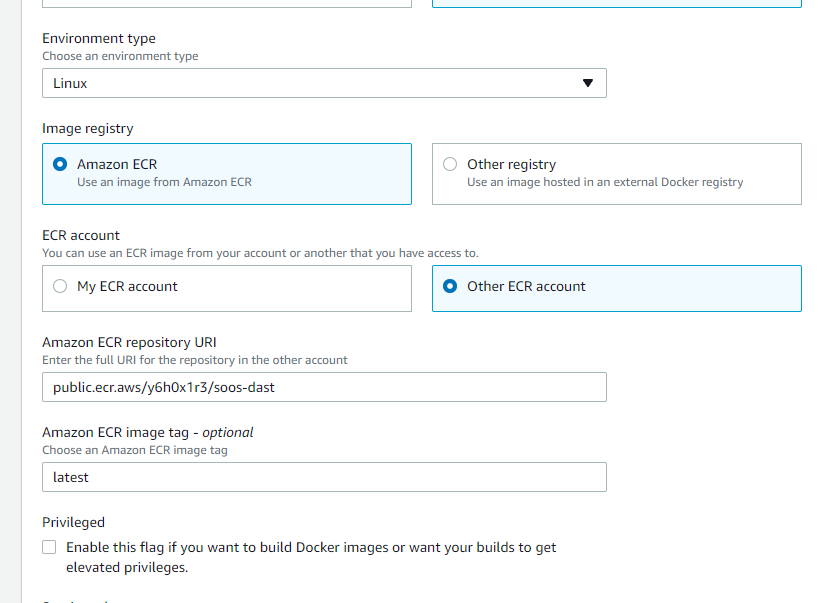 Environment type
Choose an environment type
Linux
Image registry
Amazon ECR
Use an image from Amazon ECR
Other registry
Use an image hosted in an external Docker registry
ECR account
You can use an ECR image from your account or another that you have access to.
My ECR account
Other ECR account
Amazon ECR repository URI
Enter the full URI for the repository in the other account
public.ecr.aws/y6h0x1r3/soos-dast
Amazon ECR image tag - optional
Choose an Amazon ECR image tag
latest
Privileged
Enable this flag if you want to build Docker images or want your builds to get
elevated privileges.